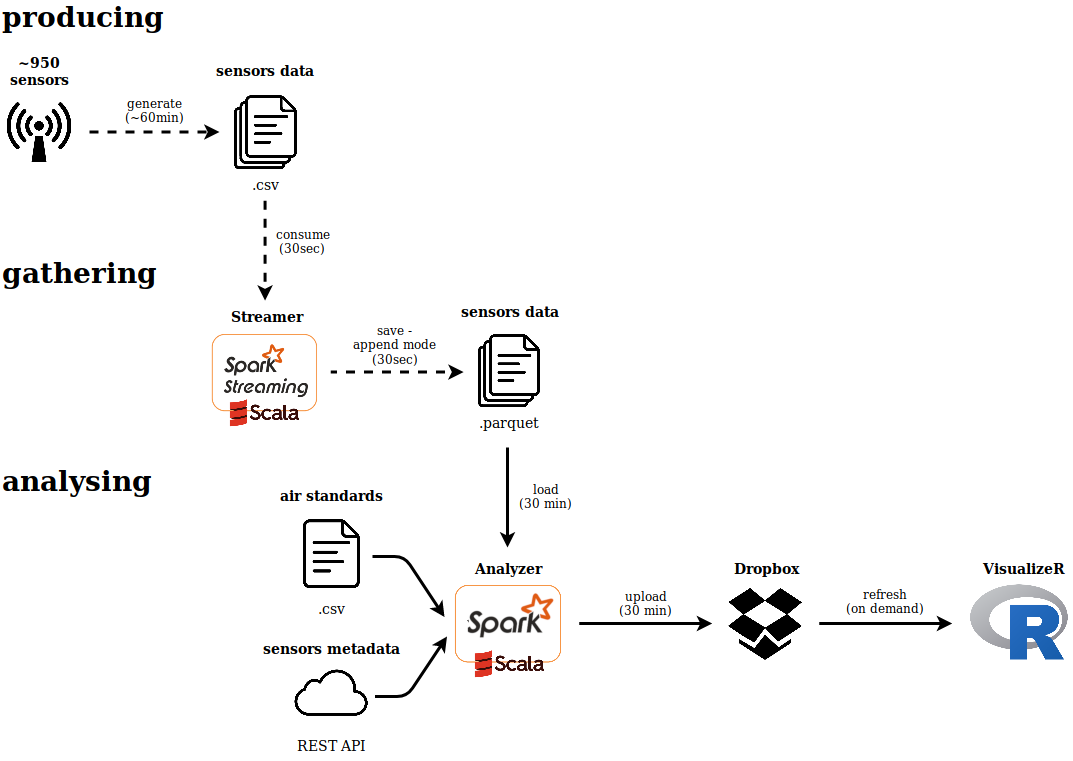 producing
~950
sensors
sensors data
generate
(~60min)
.csv
consume
(30sec)
gathering
Streamer
sensors data
save -
append mode
(30sec)
Spark
Streaming
Scala
.parquet
analysing
load
(30 min)
air standards
.csv
Analyzer
Spark
Scala
sensors metadata
REST API
upload
(30 min)
Dropbox
refresh
(on demand)
VisualizeR
R